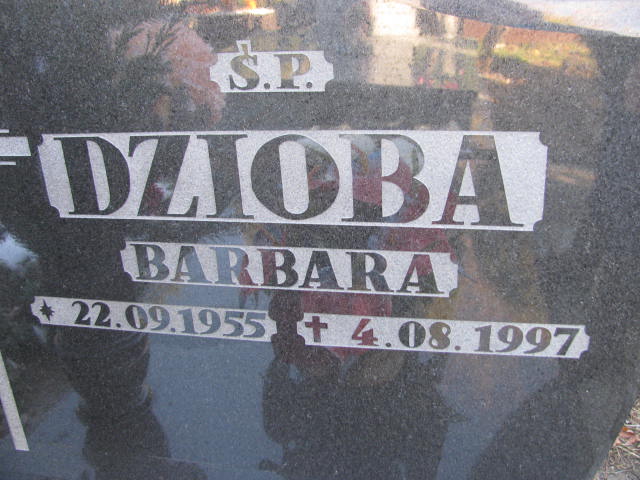 Ś.P.
DZIOBA
BARBARA
* 22.09.1955 † 4.08.1997